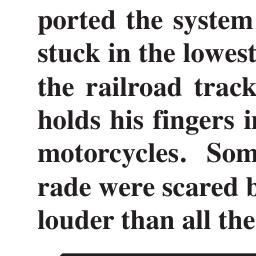 ported the system
stuck in the lowest
the railroad track
holds his fingers i
motorcycles. Som
rade were scared b
louder than all the